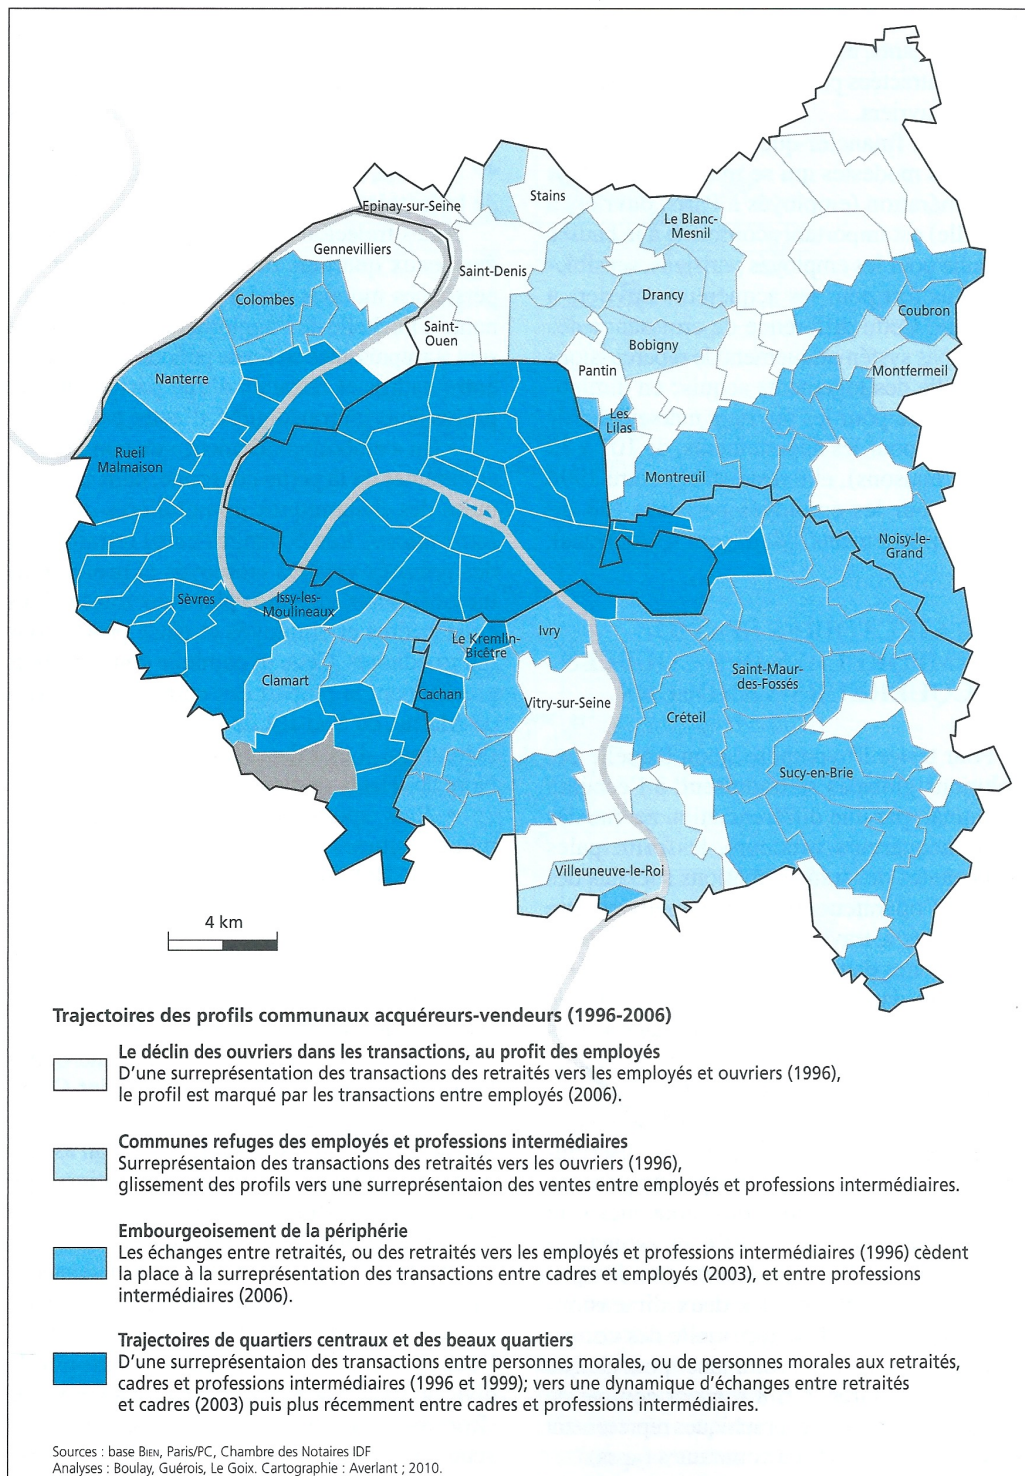 Stains
Epinay-sur-Seine
Le Blanc-
Mesnil
Gennevilliers
Saint-Denis
Drancy
Colombes
Coubron
Saint-
Ouen
Bobigny
Pantin
Montfermeil
Nanterre
Les
Lilas
Rueil
Malmaison
Montreuil
Noisy-le-
Grand
Sèvres
Issy-les-
Moulineaux
Ivry
Le Kremlin-
Bicêtre
Saint-Maur-
des-Fossés
Clamart
Cachan
Vitry-sur-Seine
Créteil
Sucy-en-Brie
Villeuneuve-le-Roi
4 km
Trajectoires des profils communaux acquéreurs-vendeurs (1996-2006)
Le déclin des ouvriers dans les transactions, au profit des employés
D'une surreprésentation des transactions des retraités vers les employés et ouvriers (1996),
le profil est marqué par les transactions entre employés (2006).
Communes refuges des employés et professions intermédiaires
Surreprésentaion des transactions des retraités vers les ouvriers (1996),
glissement des profils vers une surreprésentaion des ventes entre employés et professions intermédiaires.
Embourgeoisement de la périphérie
Les échanges entre retraités, ou des retraités vers les employés et professions intermédiaires (1996) cèdent
la place à la surreprésentation des transactions entre cadres et employés (2003), et entre professions
intermédiaires (2006).
Trajectoires de quartiers centraux et des beaux quartiers
D'une surreprésentaion des transactions entre personnes morales, ou de personnes morales aux retraités,
cadres et professions intermédiaires (1996 et 1999); vers une dynamique d'échanges entre retraités
et cadres (2003) puis plus récemment entre cadres et professions intermédiaires.
Sources : base BIEN, Paris/PC, Chambre des Notaires IDF
Analyses : Boulay, Guérois, Le Goix. Cartographie : Averlant ; 2010.